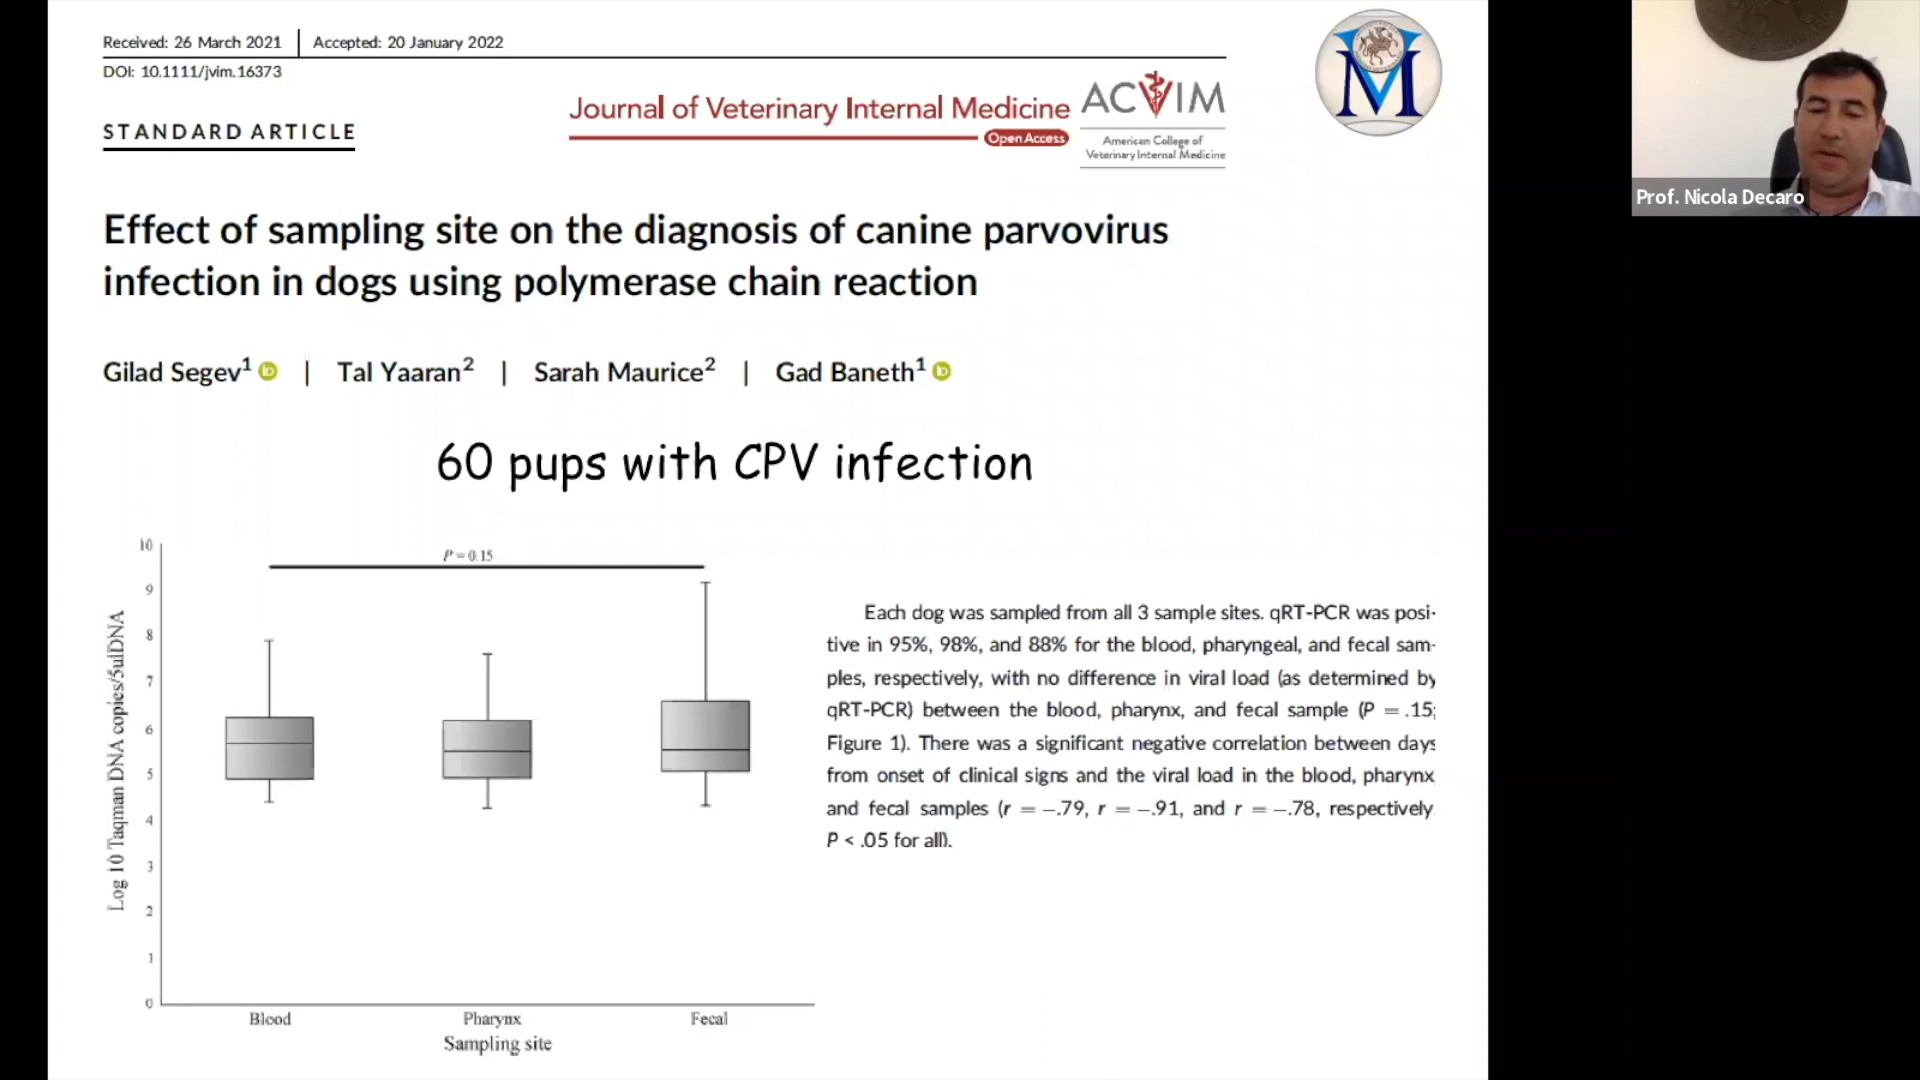 Received: 26 March 2021 | Accepted: 20 January 2022
DOI: 10.1111/jvim.16373
STANDARD ARTICLE
Journal of Veterinary Internal Medicine
Open Access
ACVIM
American College of
Veterinary Internal Medicine
Prof. Nicola Decaro
Effect of sampling site on the diagnosis of canine parvovirus
infection in dogs using polymerase chain reaction
Gilad Segev1 | Tal Yaaran2 | Sarah Maurice2 | Gad Baneth1
60 pups with CPV infection
P = 0.15
10
9
8
7
6
5
4
3
2
1
0
Log 10 Taqman DNA copies/5ulDNA
Blood Pharynx Fecal
Sampling site
Each dog was sampled from all 3 sample sites. qRT-PCR was posi-
tive in 95%, 98%, and 88% for the blood, pharyngeal, and fecal sam-
ples, respectively, with no difference in viral load (as determined by
qRT-PCR) between the blood, pharynx, and fecal sample (P = .15;
Figure 1). There was a significant negative correlation between days
from onset of clinical signs and the viral load in the blood, pharynx
and fecal samples (r = −.79, r = −.91, and r = −.78, respectively
P < .05 for all).